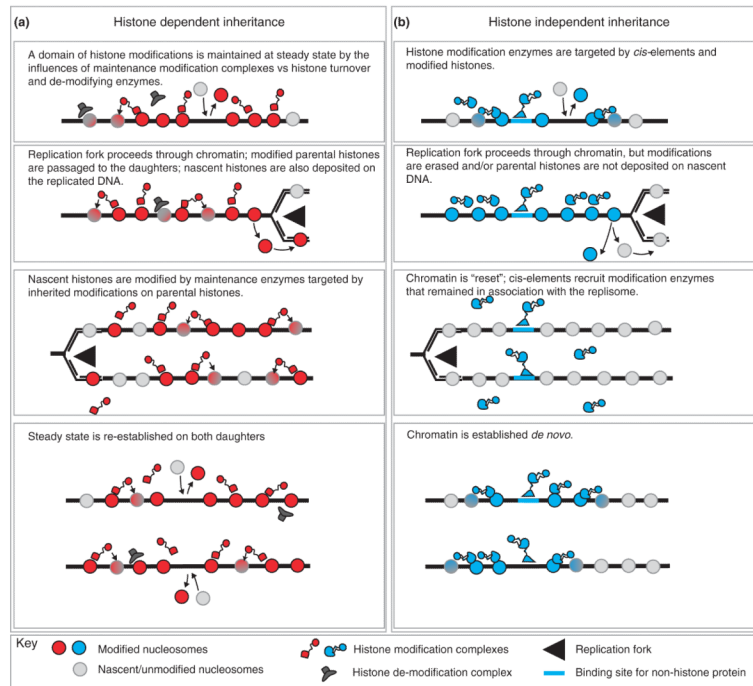 (a) Histone dependent inheritance
A domain of histone modifications is maintained at steady state by the
influences of maintenance modification complexes vs histone turnover
and de-modifying enzymes.
Replication fork proceeds through chromatin; modified parental histones
are passaged to the daughters; nascent histones are also deposited on
the replicated DNA.
Nascent histones are modified by maintenance enzymes targeted by
inherited modifications on parental histones.
Steady state is re-established on both daughters
(b) Histone independent inheritance
Histone modification enzymes are targeted by cis-elements and
modified histones.
Replication fork proceeds through chromatin, but modifications
are erased and/or parental histones are not deposited on nascent
DNA.
Chromatin is “reset”; cis-elements recruit modification enzymes
that remained in association with the replisome.
Chromatin is established de novo.
Key
Modified nucleosomes
Nascent/unmodified nucleosomes
Histone modification complexes
Histone de-modification complex
Replication fork
Binding site for non-histone protein